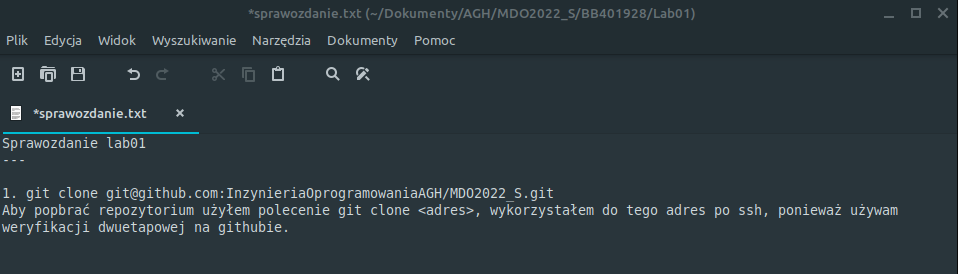 *sprawozdanie.txt (~/Dokumenty/AGH/MDO2022_S/BB401928/Lab01)
Plik Edycja Widok Wyszukiwanie Narzędzia Dokumenty Pomoc
*sprawozdanie.txt
Sprawozdanie lab01
---
1. git clone git@github.com:InzynieriaOprogramowaniaAGH/MDO2022_S.git
Aby popbrać repozytorium użyłem polecenie git clone <adres>, wykorzystałem do tego adres po ssh, ponieważ używam
weryfikacji dwuetapowej na githubie.